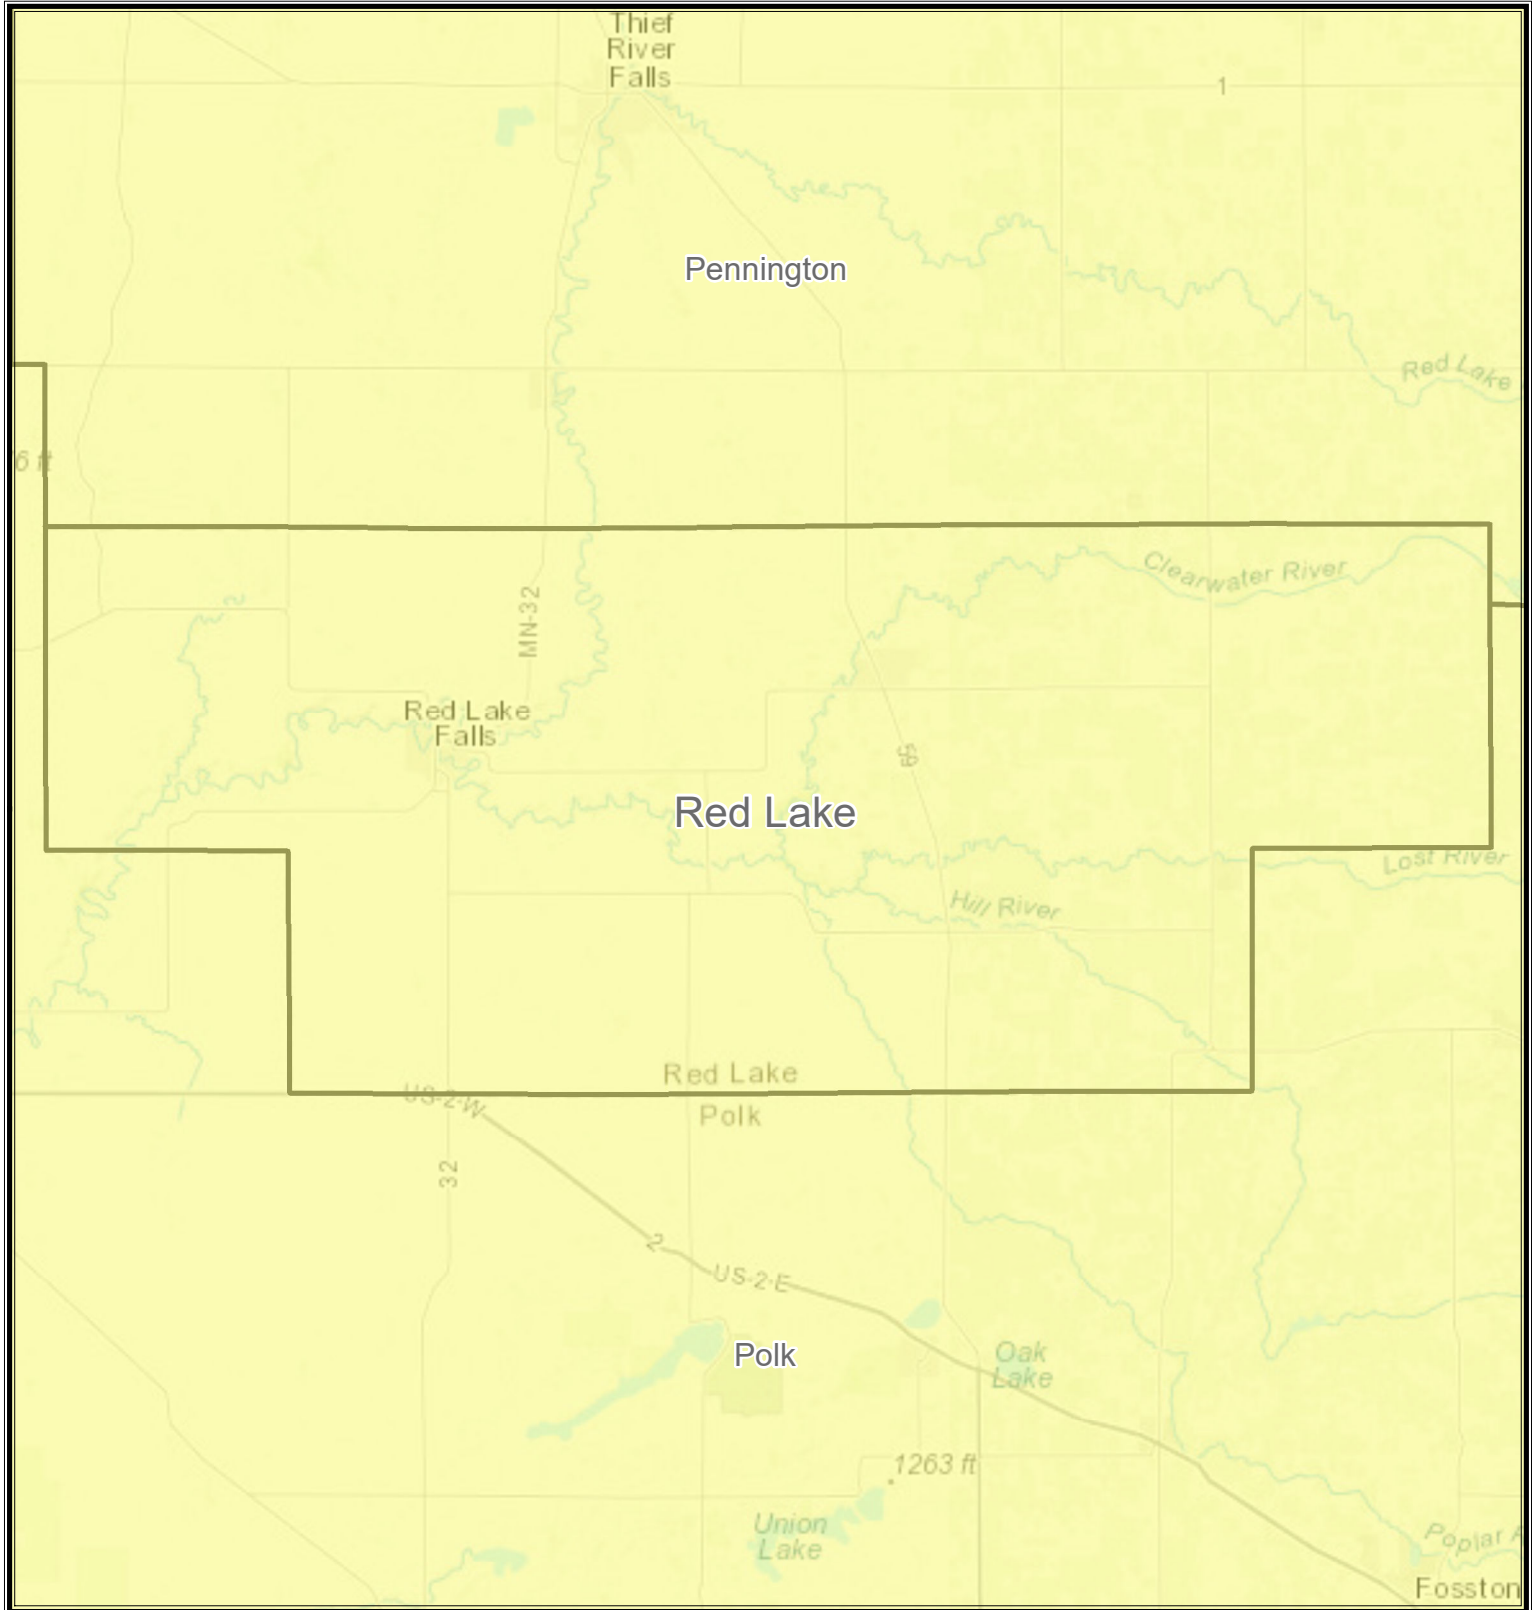 Thief
River
Falls
1
Pennington
Red Lake
6 ft
Clearwater River
MN-32
Red Lake
Falls
59
Red Lake
Lost River
Hill River
Red Lake
US-2-W
Polk
32
2
US-2-E
Polk
Oak
Lake
1263 ft
Union
Lake
Poplar
Fosston